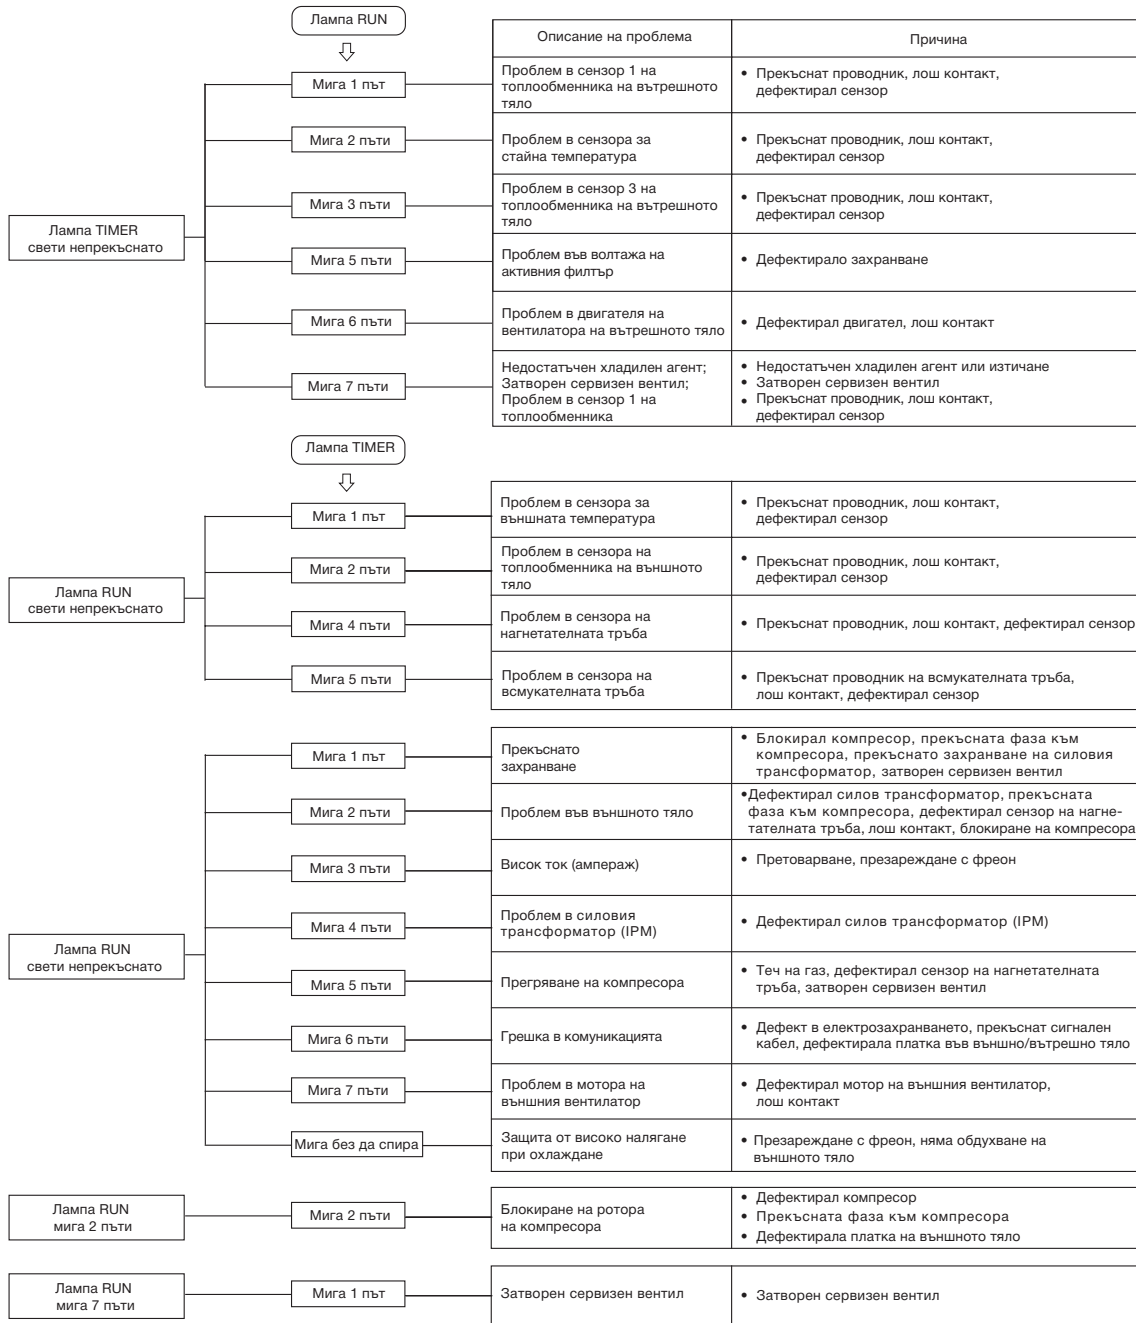 Лампа RUN
Описание на проблема
Причина
Мига 1 път
Проблем в сензор 1 на
топлообменника на вътрешното
тяло
• Прекъснат проводник, лош контакт,
дефектирал сензор
Мига 2 пъти
Проблем в сензора за
стайна температура
• Прекъснат проводник, лош контакт,
дефектирал сензор
Мига 3 пъти
Проблем в сензор 3 на
топлообменника на вътрешното
тяло
• Прекъснат проводник, лош контакт,
дефектирал сензор
Лампа TIMER
свети непрекъснато
Мига 5 пъти
Проблем във волтажа на
активния филтър
• Дефектирало захранване
Мига 6 пъти
Проблем в двигателя на
вентилатора на вътрешното тяло
• Дефектирал двигател, лош контакт
Мига 7 пъти
Недостатъчен хладилен агент;
Затворен сервизен вентил;
Проблем в сензор 1 на
топлообменника
• Недостатъчен хладилен агент или изтичане
• Затворен сервизен вентил
• Прекъснат проводник, лош контакт,
дефектирал сензор
Лампа TIMER
Мига 1 път
Проблем в сензора за
външната температура
• Прекъснат проводник, лош контакт,
дефектирал сензор
Лампа RUN
свети непрекъснато
Мига 2 пъти
Проблем в сензора на
топлообменника на външното
тяло
• Прекъснат проводник, лош контакт,
дефектирал сензор
Мига 4 пъти
Проблем в сензора на
нагнетателната тръба
• Прекъснат проводник, лош контакт, дефектирал сензор
Мига 5 пъти
Проблем в сензора на
всмукателната тръба
• Прекъснат проводник на всмукателната тръба,
лош контакт, дефектирал сензор
Мига 1 път
Прекъснато
захранване
• Блокирал компресор, прекъсната фаза към
компресора, прекъснато захранване на силовия
трансформатор, затворен сервизен вентил
Мига 2 пъти
Проблем във външното тяло
•Дефектирал силов трансформатор, прекъсната
фаза към компресора, дефектирал сензор на нагне-
тателната тръба, лош контакт, блокиране на компресора
Мига 3 пъти
Висок ток (ампераж)
• Претоварване, презареждане с фреон
Мига 4 пъти
Проблем в силовия
трансформатор (IPM)
• Дефектирал силов трансформатор (IPM)
Лампа RUN
свети непрекъснато
Мига 5 пъти
Прегряване на компресора
• Теч на газ, дефектирал сензор на нагнетателната
тръба, затворен сервизен вентил
Мига 6 пъти
Грешка в комуникацията
• Дефект в електрозахранването, прекъснат сигнален
кабел, дефектирала платка във външно/вътрешно тяло
Мига 7 пъти
Проблем в мотора на
външния вентилатор
• Дефектирал мотор на външния вентилатор,
лош контакт
Мига без да спира
Защита от високо налягане
при охлаждане
• Презареждане с фреон, няма обдухване на
външното тяло
Лампа RUN
мига 2 пъти
Мига 2 пъти
Блокиране на ротора
на компресора
• Дефектирал компресор
• Прекъсната фаза към компресора
• Дефектирала платка на външното тяло
Лампа RUN
мига 7 пъти
Мига 1 път
Затворен сервизен вентил
• Затворен сервизен вентил